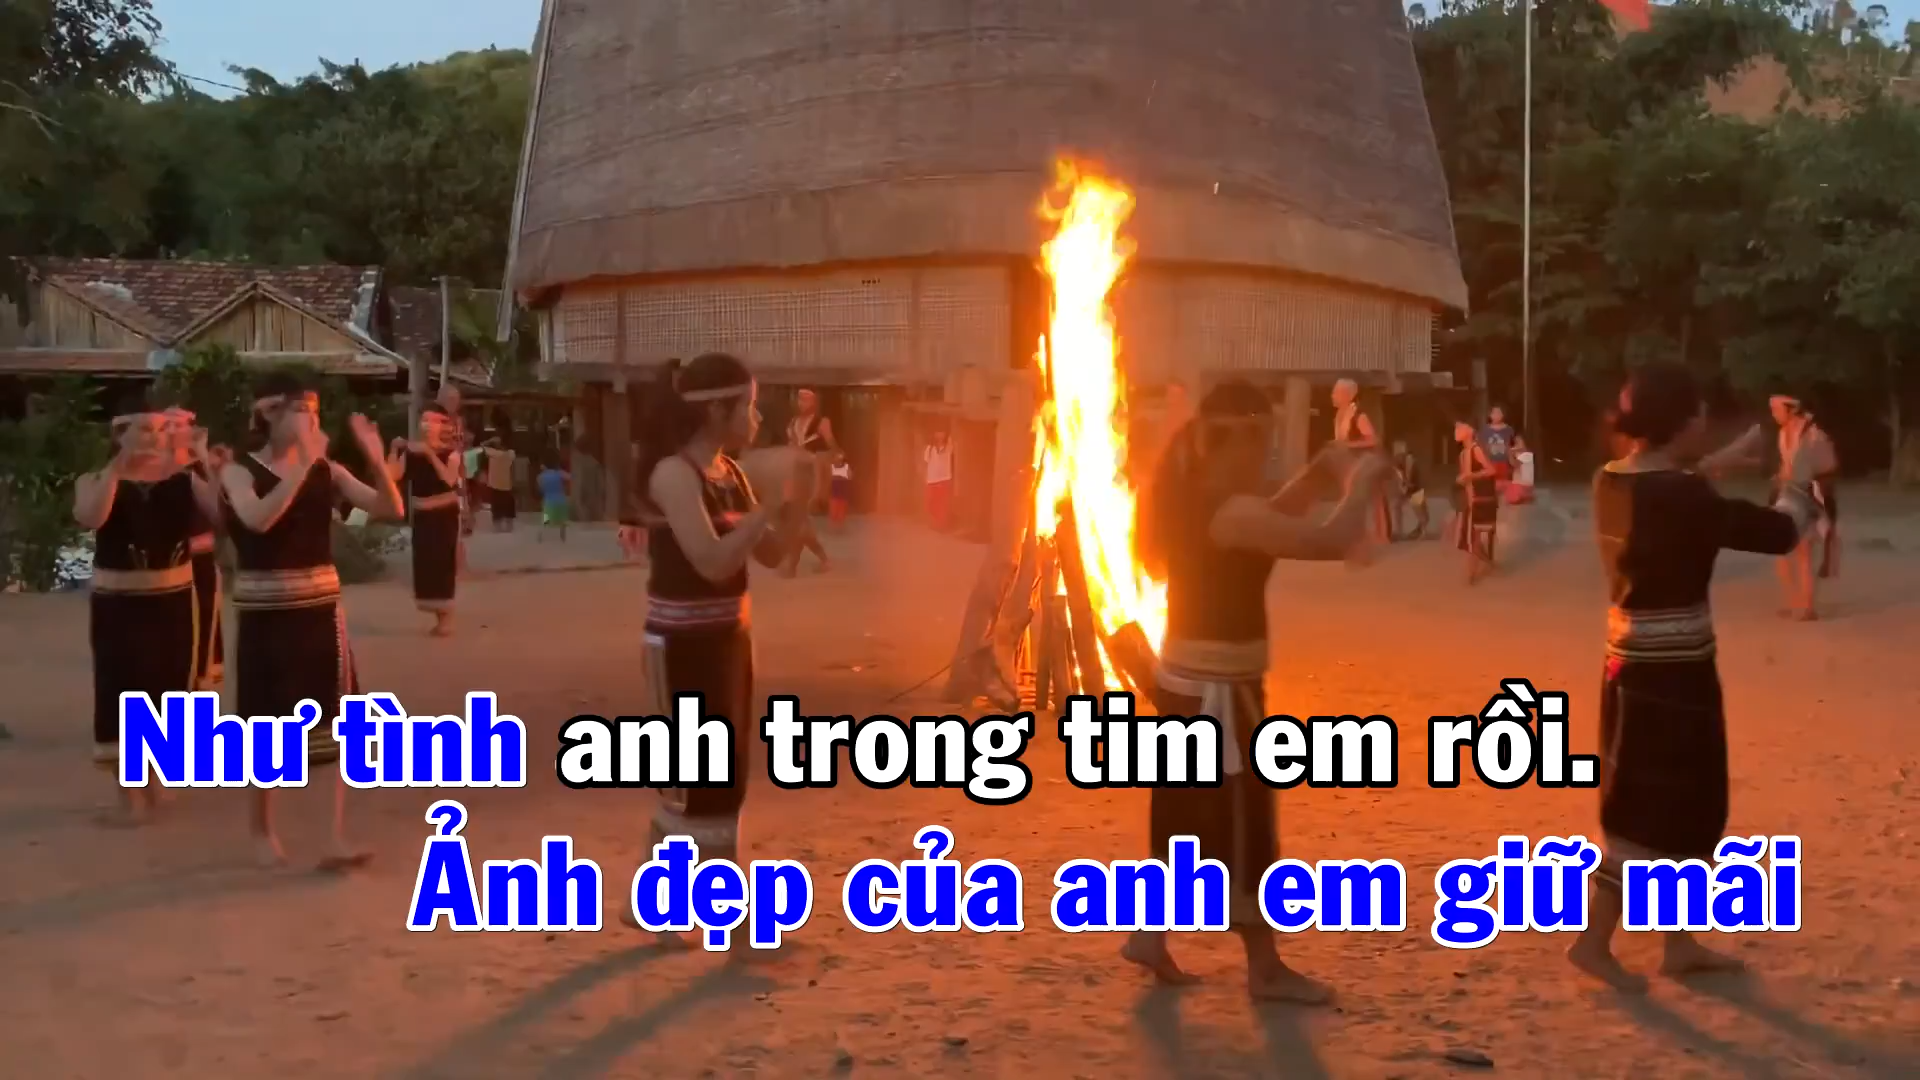 Như tình anh trong tim em rồi.
Ảnh đẹp của anh em giữ mãi